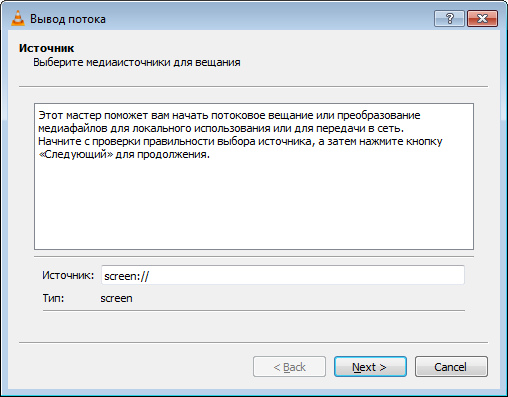 Вывод потока
Источник
Выберите медиаисточники для вещания
Этот мастер поможет вам начать потоковое вещание или преобразование
медиафайлов для локального использования или для передачи в сеть.
Начните с проверки правильности выбора источника, а затем нажмите кнопку
«Следующий» для продолжения.
Источник: screen://
Тип: screen
< Back Next > Cancel